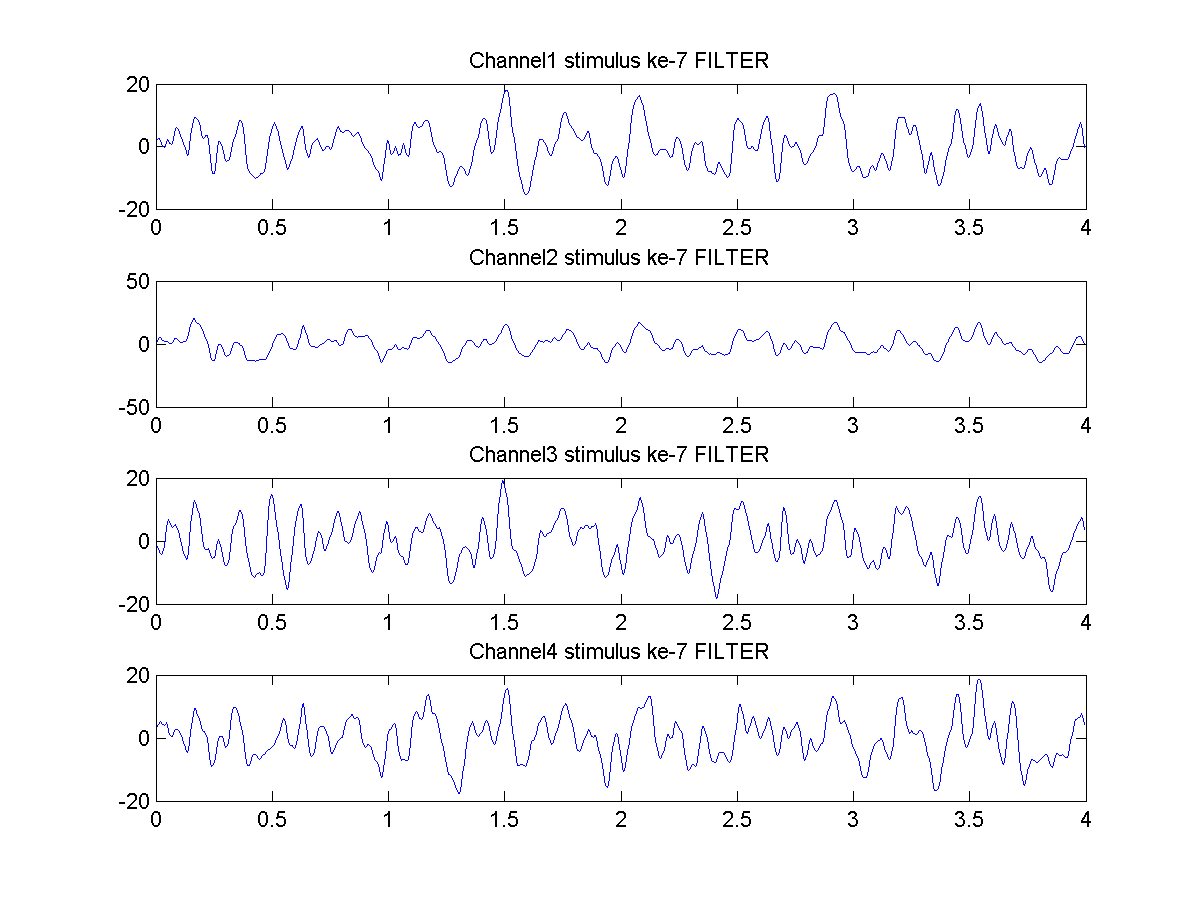 Channel1 stimulus ke-7 FILTER
20
0
-20
0 0.5 1 1.5 2 2.5 3 3.5 4
Channel2 stimulus ke-7 FILTER
50
0
-50
0 0.5 1 1.5 2 2.5 3 3.5 4
Channel3 stimulus ke-7 FILTER
20
0
-20
0 0.5 1 1.5 2 2.5 3 3.5 4
Channel4 stimulus ke-7 FILTER
20
0
-20
0 0.5 1 1.5 2 2.5 3 3.5 4